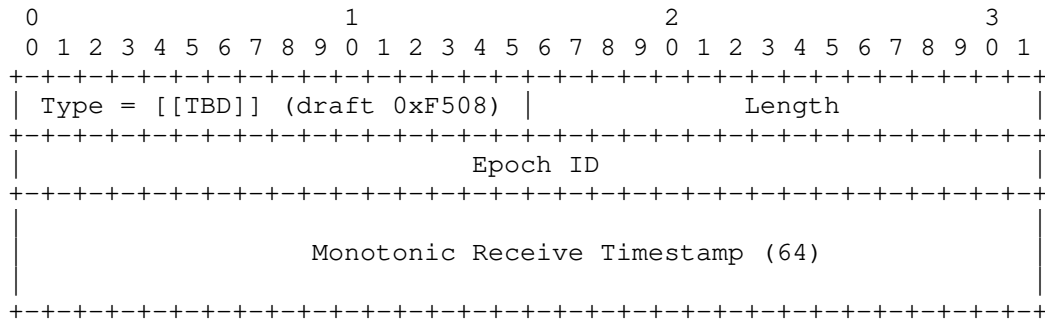 0                   1                   2                   3
 0 1 2 3 4 5 6 7 8 9 0 1 2 3 4 5 6 7 8 9 0 1 2 3 4 5 6 7 8 9 0 1
+-+-+-+-+-+-+-+-+-+-+-+-+-+-+-+-+-+-+-+-+-+-+-+-+-+-+-+-+-+-+-+-+
| Type = [[TBD]] (draft 0xF508) |             Length            |
+-+-+-+-+-+-+-+-+-+-+-+-+-+-+-+-+-+-+-+-+-+-+-+-+-+-+-+-+-+-+-+-+
|                            Epoch ID                           |
+-+-+-+-+-+-+-+-+-+-+-+-+-+-+-+-+-+-+-+-+-+-+-+-+-+-+-+-+-+-+-+-+
|                                                               |
|                  Monotonic Receive Timestamp (64)             |
|                                                               |
+-+-+-+-+-+-+-+-+-+-+-+-+-+-+-+-+-+-+-+-+-+-+-+-+-+-+-+-+-+-+-+-+